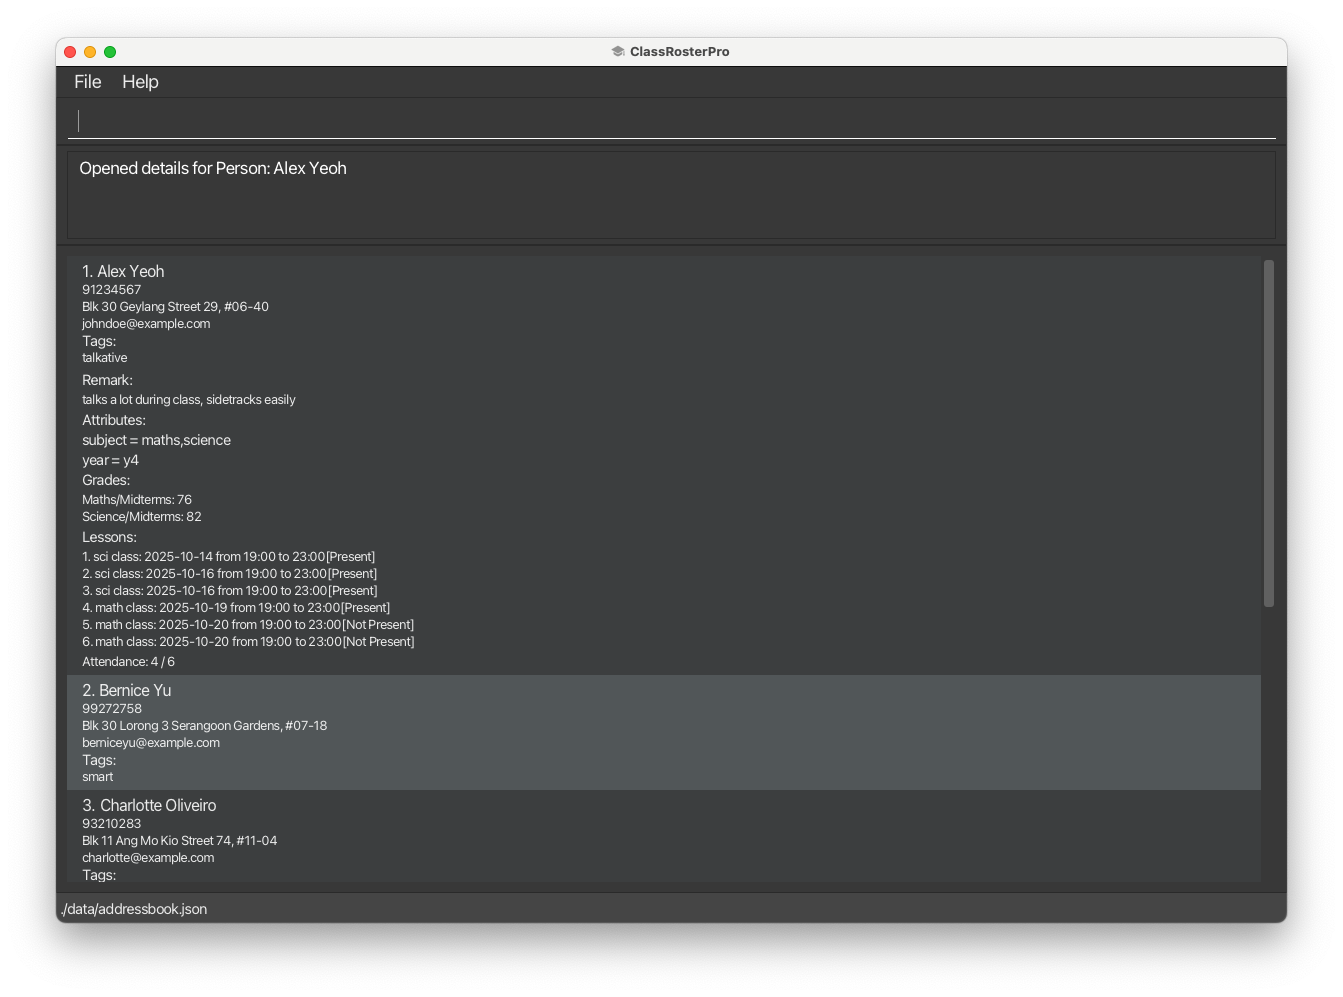 ClassRosterPro
File Help
Opened details for Person: Alex Yeoh
1. Alex Yeoh
91234567
Blk 30 Geylang Street 29, #06-40
johndoe@example.com
Tags:
talkative
Remark:
talks a lot during class, sidetracks easily
Attributes:
subject = maths,science
year = y4
Grades:
Maths/Midterms: 76
Science/Midterms: 82
Lessons:
1. sci class: 2025-10-14 from 19:00 to 23:00[Present]
2. sci class: 2025-10-16 from 19:00 to 23:00[Present]
3. sci class: 2025-10-16 from 19:00 to 23:00[Present]
4. math class: 2025-10-19 from 19:00 to 23:00[Present]
5. math class: 2025-10-20 from 19:00 to 23:00[Not Present]
6. math class: 2025-10-20 from 19:00 to 23:00[Not Present]
Attendance: 4 / 6
2. Bernice Yu
99272758
Blk 30 Lorong 3 Serangoon Gardens, #07-18
berniceyu@example.com
Tags:
smart
3. Charlotte Oliveiro
93210283
Blk 11 Ang Mo Kio Street 74, #11-04
charlotte@example.com
Tags:
./data/addressbook.json